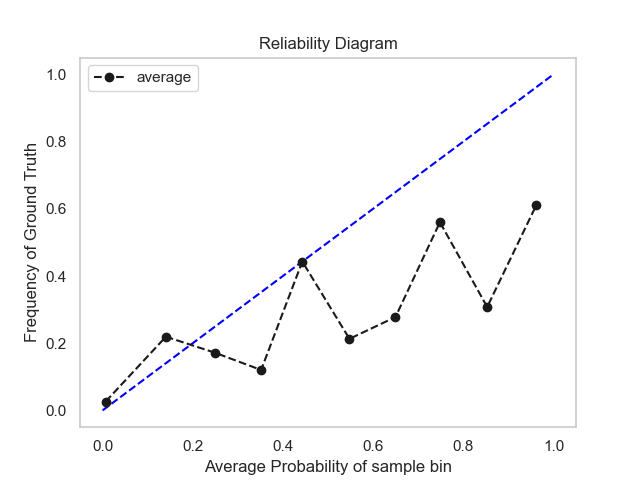 Reliability Diagram
average
Frequency of Ground Truth
1.0
0.8
0.6
0.4
0.2
0.0
0.0 0.2 0.4 0.6 0.8 1.0
Average Probability of sample bin